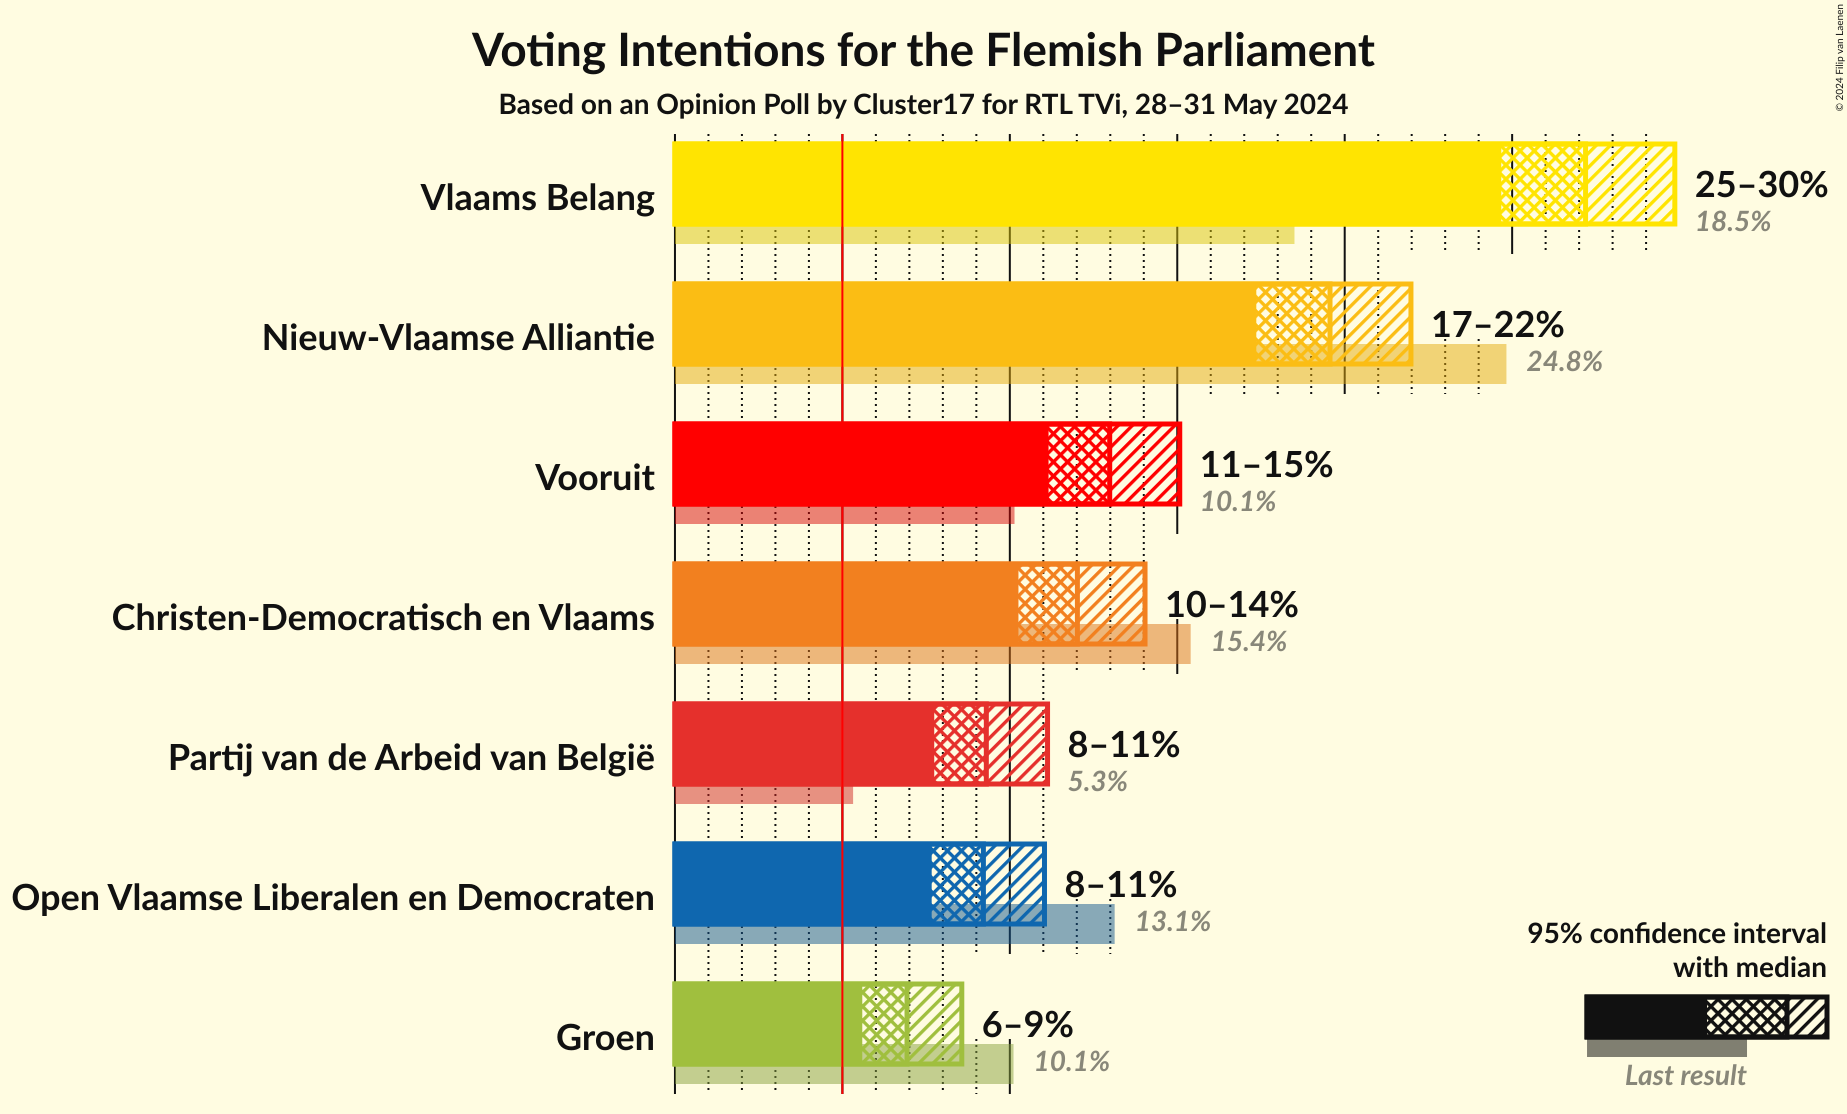 Voting Intentions for the Flemish Parliament
Based on an Opinion Poll by Cluster17 for RTL TVi, 28–31 May 2024
© 2024 Filip van Laenen
Vlaams Belang
25–30%
18.5%
Nieuw-Vlaamse Alliantie
17–22%
24.8%
Vooruit
11–15%
10.1%
Christen-Democratisch en Vlaams
10–14%
15.4%
Partij van de Arbeid van België
8–11%
5.3%
Open Vlaamse Liberalen en Democraten
8–11%
13.1%
Groen
6–9%
10.1%
95% confidence interval
with median
Last result